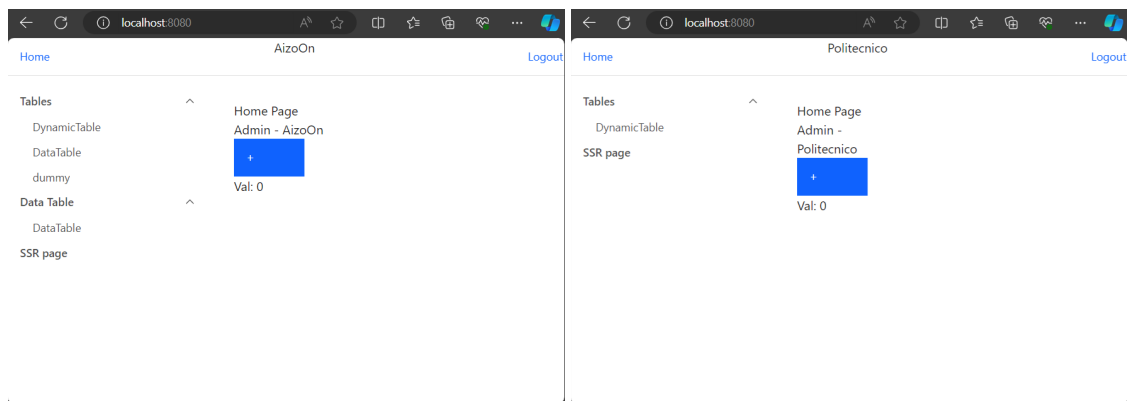 localhost:8080
AizoOn
Home
Logout
Tables
DynamicTable
DataTable
dummy
Data Table
DataTable
SSR page
Home Page
Admin - AizoOn
+
Val: 0
localhost:8080
Politecnico
Home
Logout
Tables
DynamicTable
SSR page
Home Page
Admin -
Politecnico
+
Val: 0